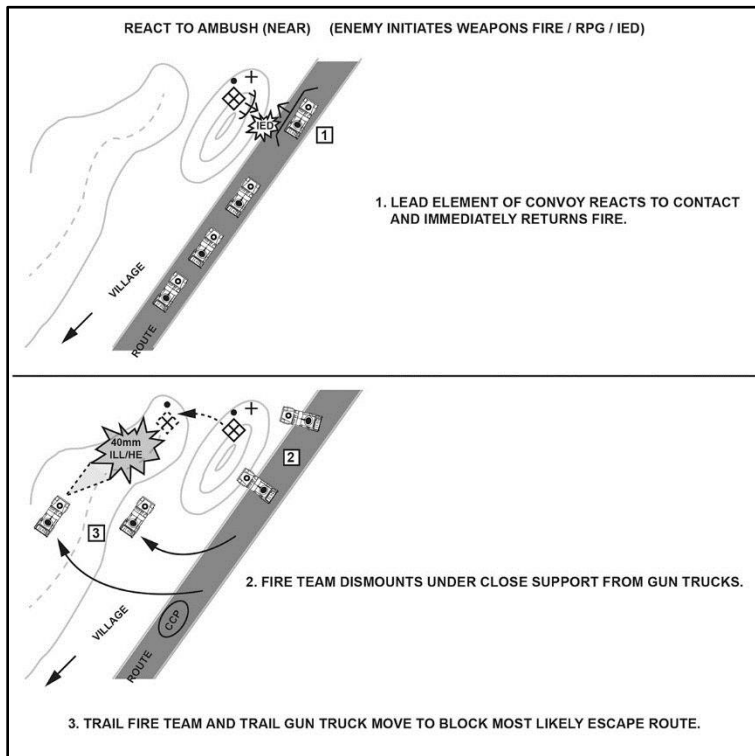 REACT TO AMBUSH (NEAR) (ENEMY INITIATES WEAPONS FIRE / RPG / IED)
IED
1
1. LEAD ELEMENT OF CONVOY REACTS TO CONTACT
AND IMMEDIATELY RETURNS FIRE.
VILLAGE
ROUTE
40mm
ILL/HE
2
3
2. FIRE TEAM DISMOUNTS UNDER CLOSE SUPPORT FROM GUN TRUCKS.
CCP
VILLAGE
ROUTE
3. TRAIL FIRE TEAM AND TRAIL GUN TRUCK MOVE TO BLOCK MOST LIKELY ESCAPE ROUTE.